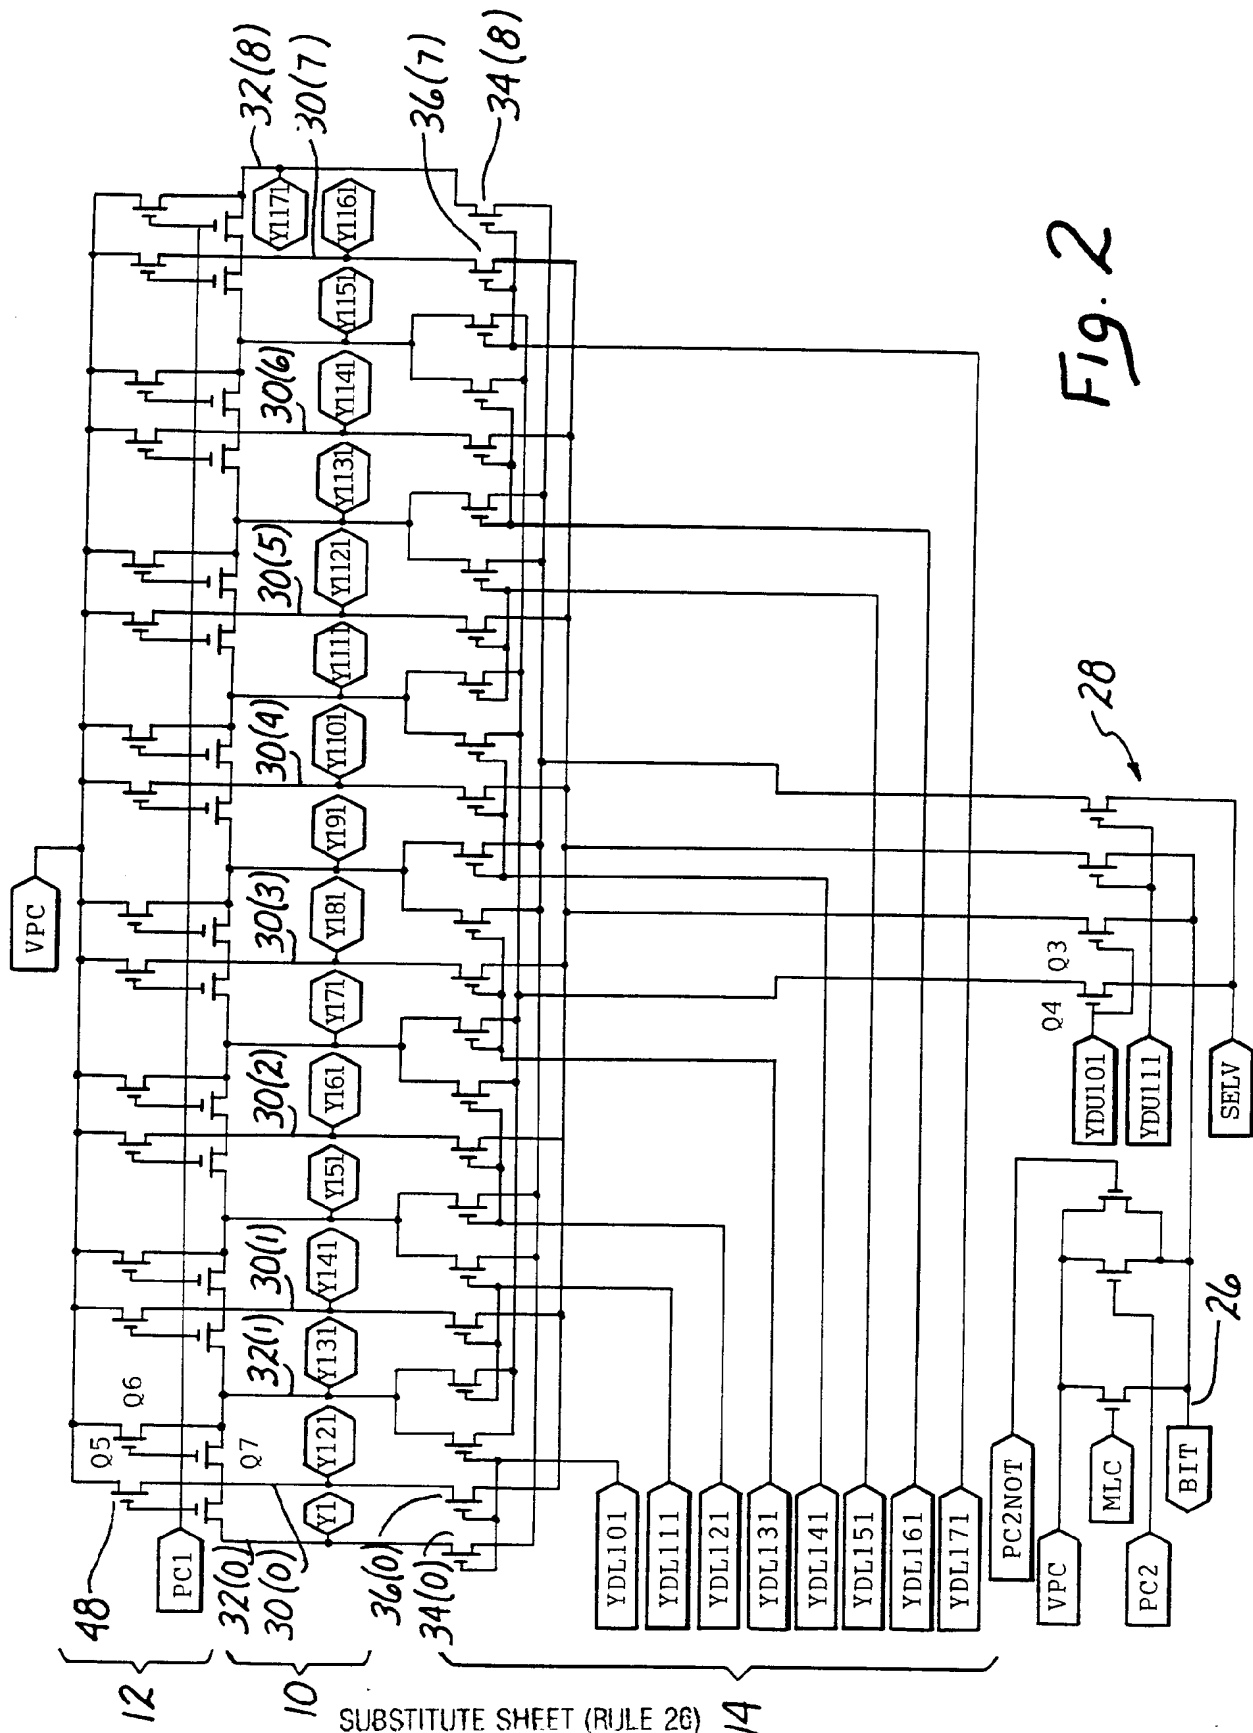 VPC
PC1
48
Q5
Q6
Q7
32(8)
30(7)
36(7)
34(8)
12
10
14
32(0)
30(0)
32(1)
30(1)
30(2)
30(3)
30(4)
30(5)
30(6)
Y1
Y121
Y131
Y141
Y151
Y161
Y171
Y181
Y191
Y1101
Y1111
Y1121
Y1131
Y1141
Y1151
Y1161
Y1171
36(0)
34(0)
YDL101
YDL111
YDL121
YDL131
YDL141
YDL151
YDL161
YDL171
PC2NOT
VPC
MLC
PC2
BIT
26
Q4
Q3
28
YDU101
YDU111
SELV
Fig. 2
SUBSTITUTE SHEET (RULE 26)